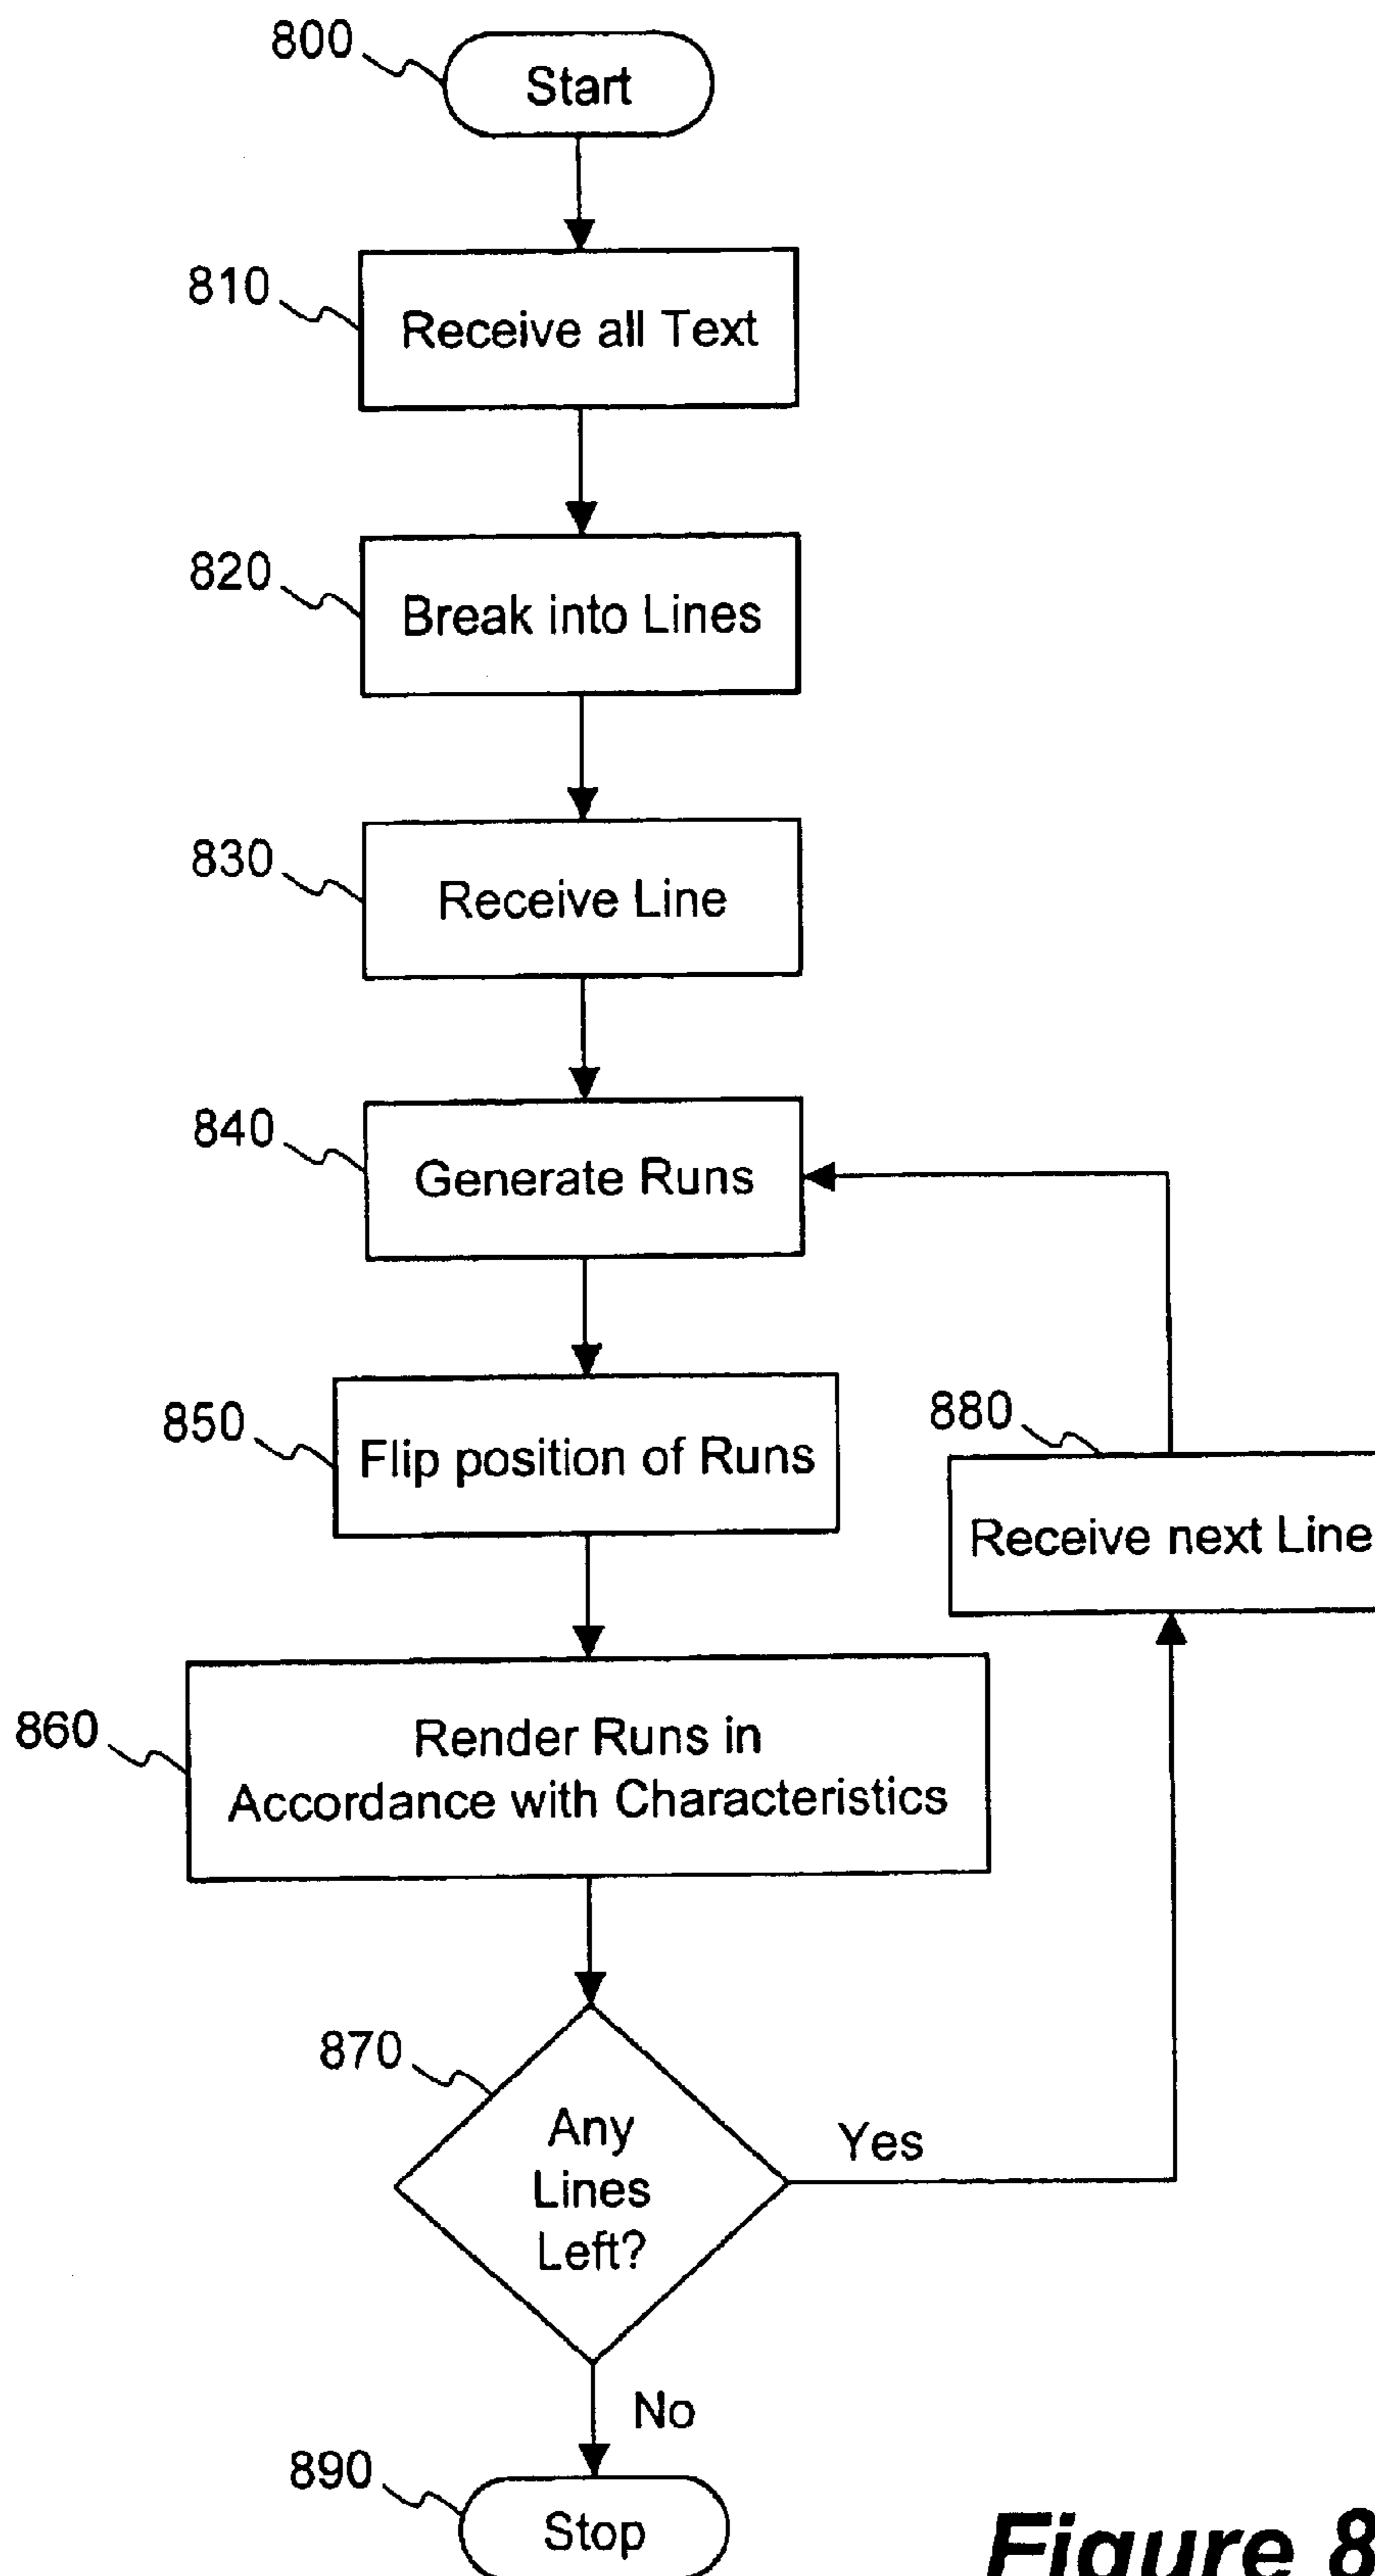 800
Start
810
Receive all Text
820
Break into Lines
830
Receive Line
840
Generate Runs
850
Flip position of Runs
880
Receive next Line
860
Render Runs in
Accordance with Characteristics
870
Any
Lines
Left?
Yes
No
890
Stop
Figure 8